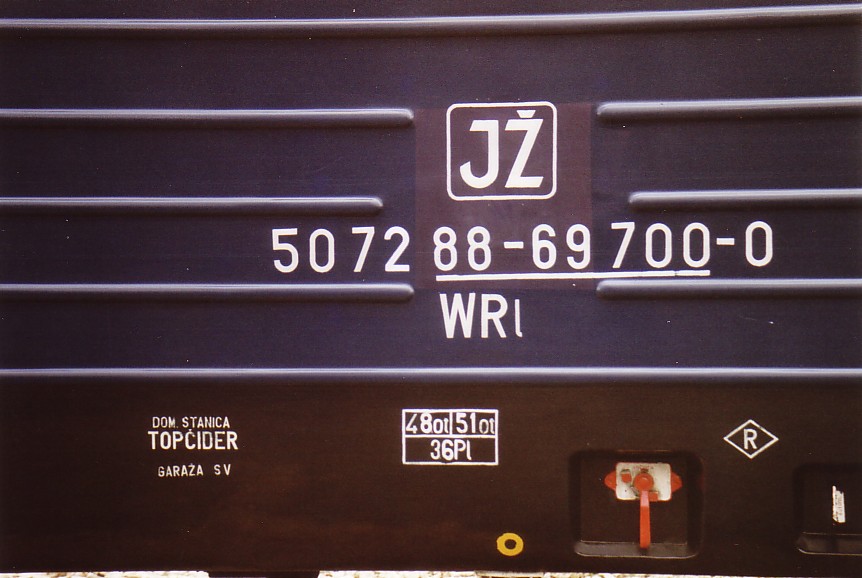 JŽ
50 72 88-69 700-0
WRl
DOM. STANICA
TOPČIDER
GARAŽA SV
48ot 51ot
36Pl
R